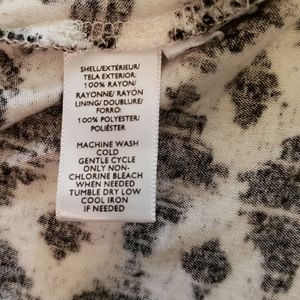 SHELL/EXTÉRIEUR/
TELA EXTERIOR:
100% RAYON/
RAYONNE/ RAYÓN
LINING/ DOUBLURE/
FORRO:
100% POLYESTER/
POLIÉSTER
MACHINE WASH
COLD
GENTLE CYCLE
ONLY NON-
CHLORINE BLEACH
WHEN NEEDED
TUMBLE DRY LOW
COOL IRON
IF NEEDED